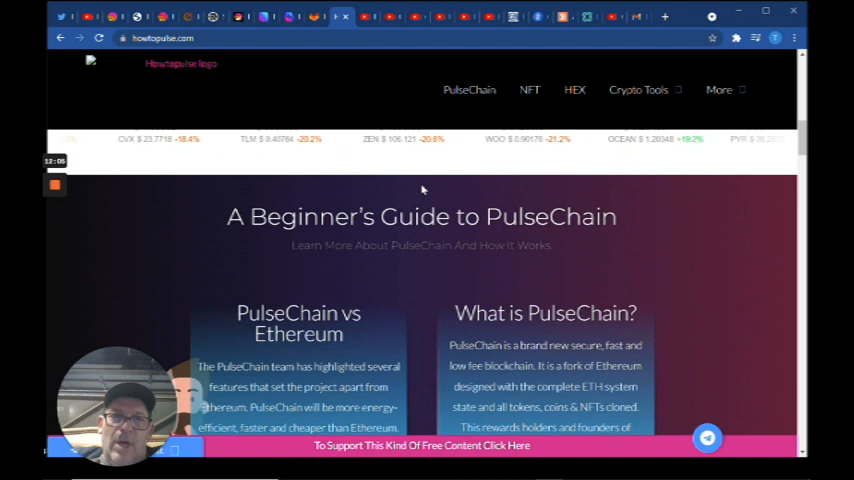 howtopulse.com
Howtopulse logo
PulseChain NFT HEX Crypto Tools More
CVX $ 23.7718 -18.4% TLM $ 9.40764 -20.2% ZEN $ 106.121 -20.6% WOO $ 0.90176 -21.2% OCEAN $ 1.20348 +19.2%
12:05
A Beginner's Guide to PulseChain
Learn More About PulseChain And How It Works.
PulseChain vs
Ethereum
The PulseChain team has highlighted several
features that set the project apart from
Ethereum. PulseChain will be more energy-
efficient, faster and cheaper than Ethereum.
What is PulseChain?
PulseChain is a brand new secure, fast and
low fee blockchain. It is a fork of Ethereum
designed with the complete ETH system
state and all tokens, coins & NFTs cloned.
This rewards holders and founders of
To Support This Kind Of Free Content Click Here